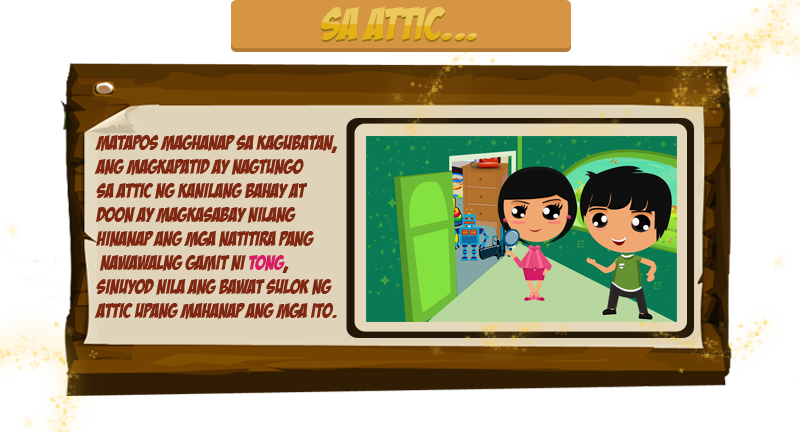 SA ATTIC...
MATAPOS MAGHANAP SA KAGUBATAN,
ANG MAGKAPATID AY NAGTUNGO
SA ATTIC NG KANILANG BAHAY AT
DOON AY MAGKASABAY NILANG
HINANAP ANG MGA NATITIRA PANG
NAWAWALNG GAMIT NI TONG,
SINUYOD NILA ANG BAWAT SULOK NG
ATTIC UPANG MAHANAP ANG MGA ITO.